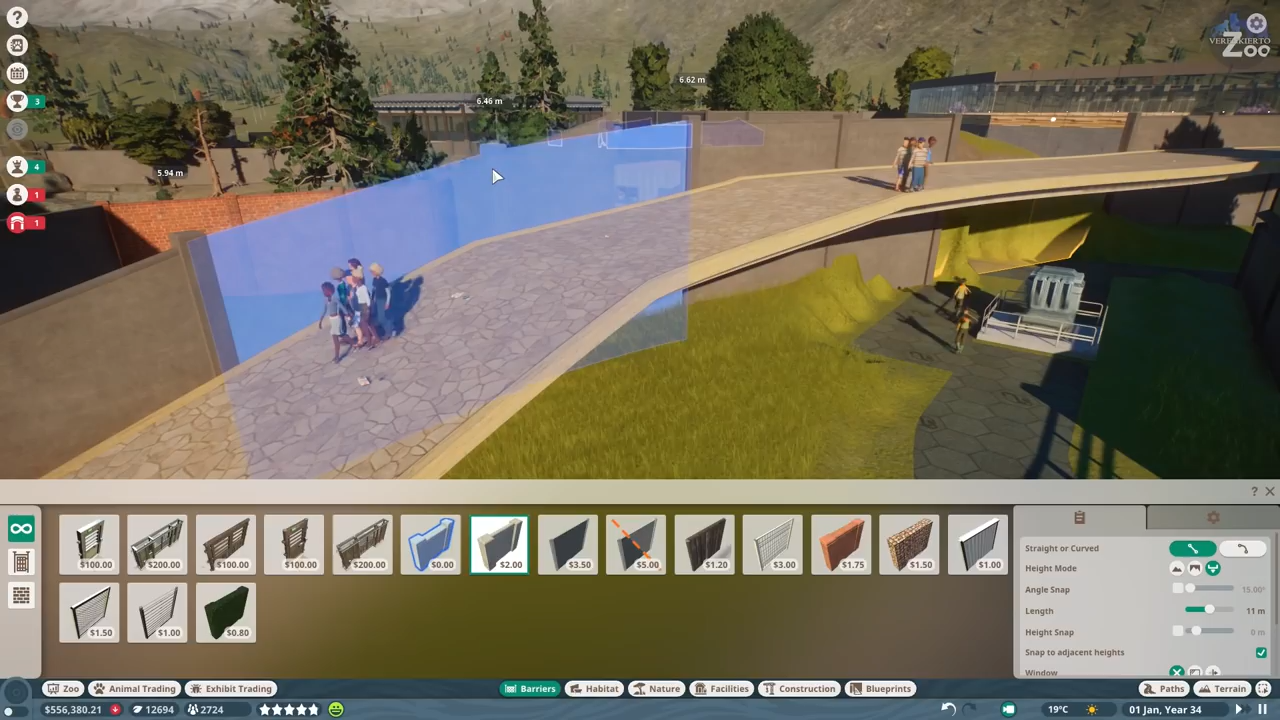 ?
VEREKKIERTO
Zoo
3
4
1
1
6.62 m
6.46 m
5.94 m
?
$100.00
$200.00
$100.00
$100.00
$200.00
$0.00
$2.00
$3.50
$5.00
$1.20
$3.00
$1.75
$1.50
$1.00
$1.50
$1.00
$0.80
Straight or Curved
Height Mode
Angle Snap 15.00°
Length 11 m
Height Snap 0 m
Snap to adjacent heights
Window
Zoo
Animal Trading
Exhibit Trading
Barriers
Habitat
Nature
Facilities
Construction
Blueprints
Paths
Terrain
$556,380.21
12694
2724
19°C
01 Jan, Year 34